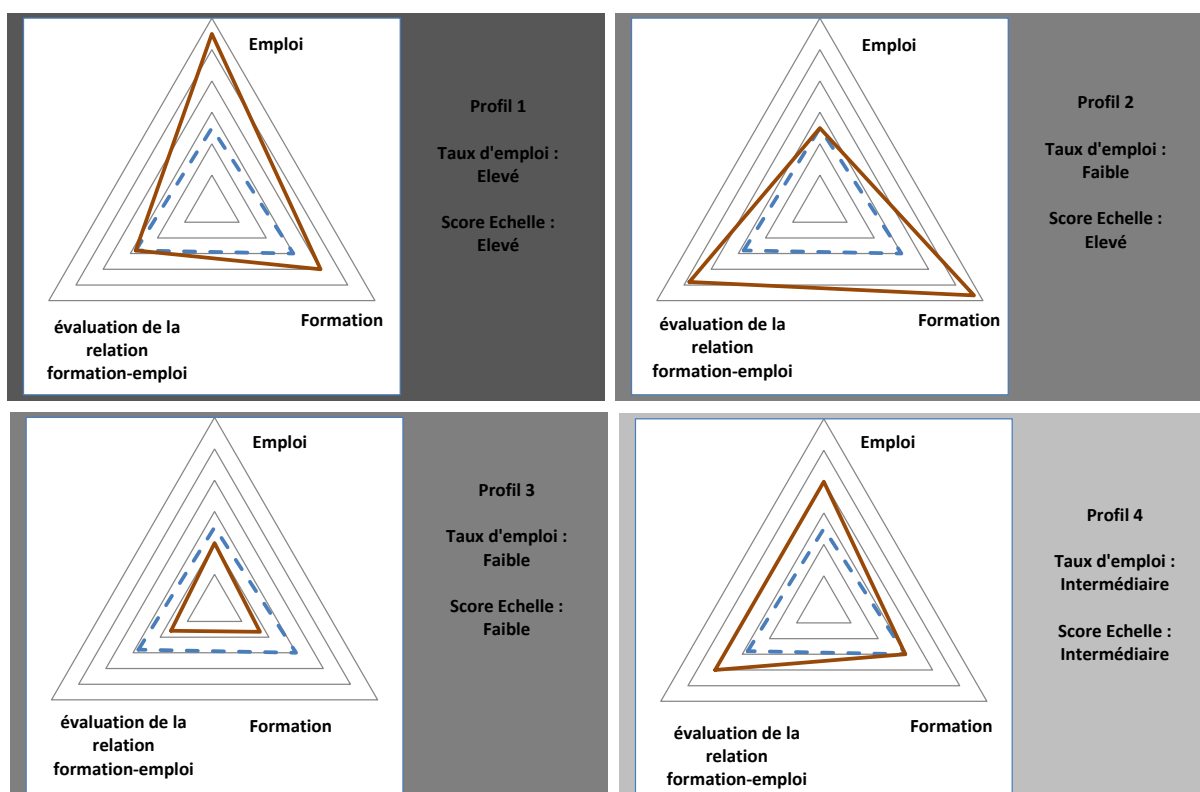 Emploi
Formation
évaluation de la
relation
formation-emploi
Profil 1
Taux d'emploi :
Elevé
Score Echelle :
Elevé
Emploi
Formation
évaluation de la
relation
formation-emploi
Profil 2
Taux d'emploi :
Faible
Score Echelle :
Elevé
Emploi
Formation
évaluation de la
relation
formation-emploi
Profil 3
Taux d'emploi :
Faible
Score Echelle :
Faible
Emploi
Formation
évaluation de la
relation
formation-emploi
Profil 4
Taux d'emploi :
Intermédiaire
Score Echelle :
Intermédiaire